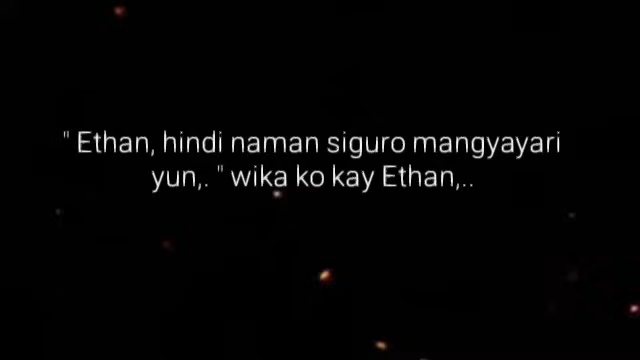 " Ethan, hindi naman siguro mangyayari
yun,. " wika ko kay Ethan,..